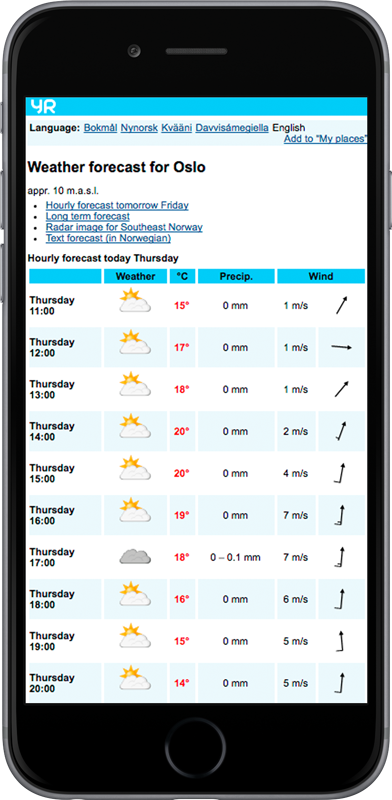 YR
Language: Bokmål Nynorsk Kvääni Davvisámegiella English
Add to "My places"
Weather forecast for Oslo
appr. 10 m.a.s.l.
Hourly forecast tomorrow Friday
Long term forecast
Radar image for Southeast Norway
Text forecast (in Norwegian)
Hourly forecast today Thursday
Weather °C Precip. Wind
Thursday
11:00 15° 0 mm 1 m/s
Thursday
12:00 17° 0 mm 1 m/s
Thursday
13:00 18° 0 mm 1 m/s
Thursday
14:00 20° 0 mm 2 m/s
Thursday
15:00 20° 0 mm 4 m/s
Thursday
16:00 19° 0 mm 7 m/s
Thursday
17:00 18° 0 – 0.1 mm 7 m/s
Thursday
18:00 16° 0 mm 6 m/s
Thursday
19:00 15° 0 mm 5 m/s
Thursday
20:00 14° 0 mm 5 m/s